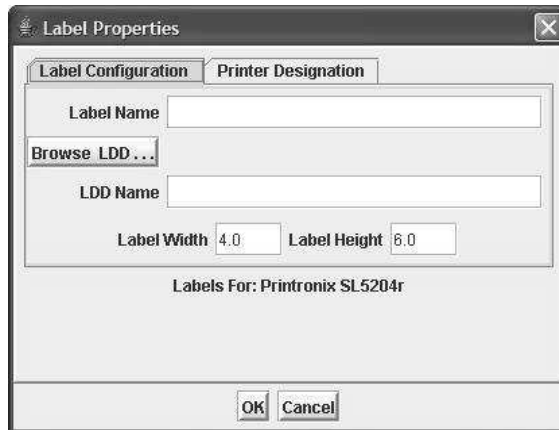 Label Properties
Label Configuration Printer Designation
Label Name
Browse LDD...
LDD Name
Label Width 4.0 Label Height 6.0
Labels For: Printronix SL5204r
OK Cancel